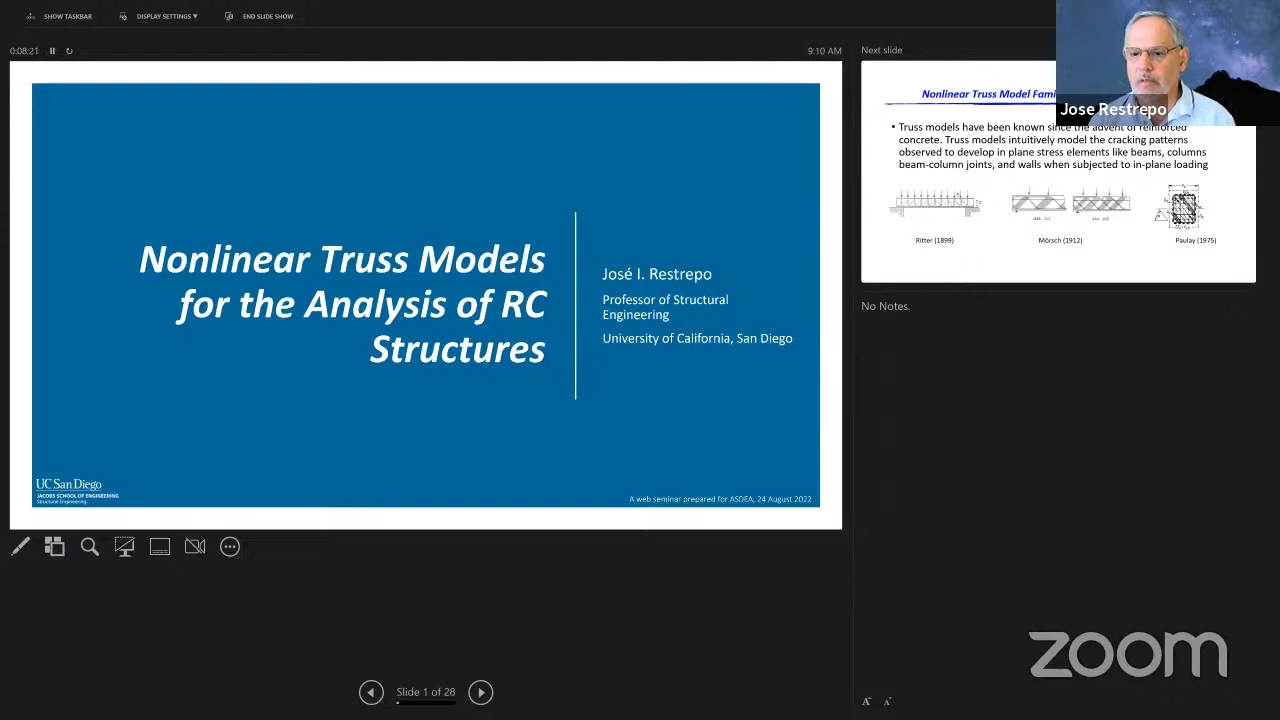 SHOW TASKBAR
DISPLAY SETTINGS ▾
END SLIDE SHOW
0:08:21
9:10 AM
Nonlinear Truss Models
for the Analysis of RC
Structures
José I. Restrepo
Professor of Structural
Engineering
University of California, San Diego
UC San Diego
JACOBS SCHOOL OF ENGINEERING
Structural Engineering
A web seminar prepared for ASDEA, 24 August 2022
Slide 1 of 28
Next slide
Nonlinear Truss Model Fami
• Truss models have been known since the advent of reinforced
concrete. Truss models intuitively model the cracking patterns
observed to develop in plane stress elements like beams, columns
beam-column joints, and walls when subjected to in-plane loading
Ritter (1899)
Mörsch (1912)
Paulay (1975)
No Notes.
Jose Restrepo
zoom